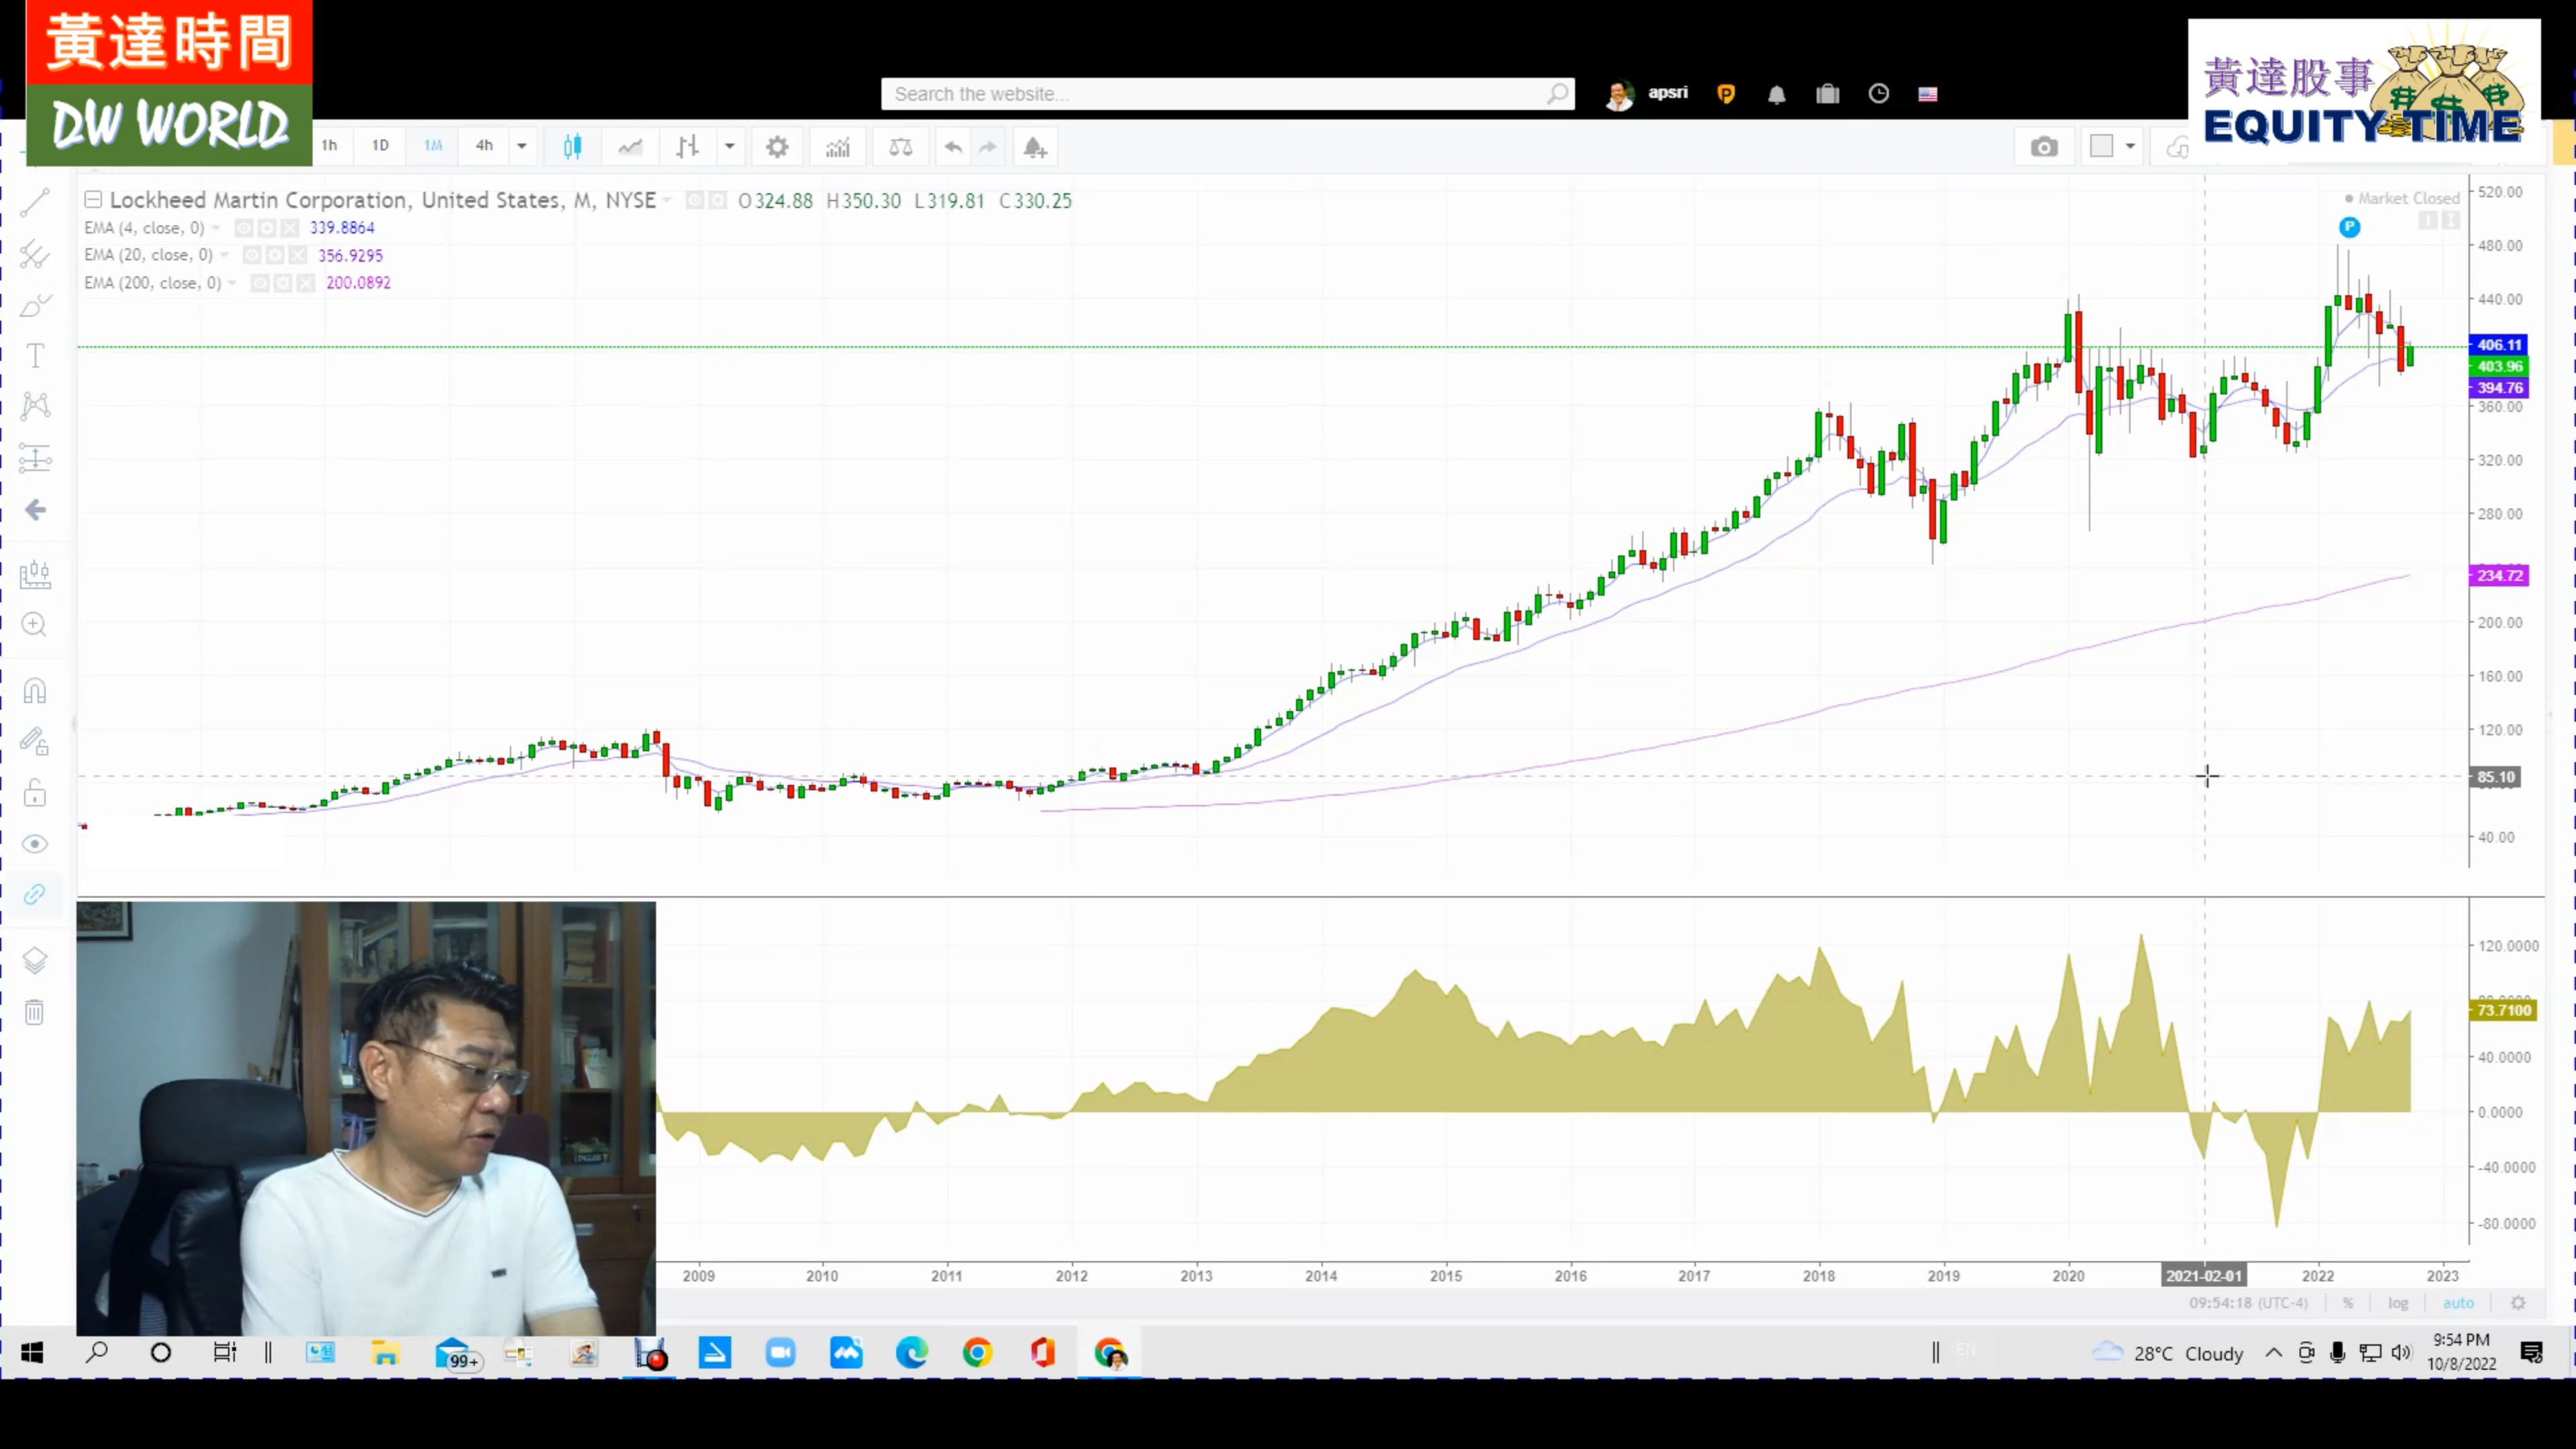 黃達時間
DW WORLD
黃達股事
EQUITY TIME
Search the website...
apsri
1h 1D 1M 4h
Lockheed Martin Corporation, United States, M, NYSE O324.88 H350.30 L319.81 C330.25
Market Closed
EMA (4, close, 0) 339.8864
EMA (20, close, 0) 356.9295
EMA (200, close, 0) 200.0892
P
520.00
480.00
440.00
406.11
403.96
394.76
360.00
320.00
280.00
234.72
200.00
160.00
120.00
85.10
40.00
120.0000
73.7100
40.0000
0.0000
-40.0000
-80.0000
2009 2010 2011 2012 2013 2014 2015 2016 2017 2018 2019 2020 2021-02-01 2022 2023
09:54:18 (UTC-4) % log auto
99+
EN
28°C Cloudy
9:54 PM
10/8/2022